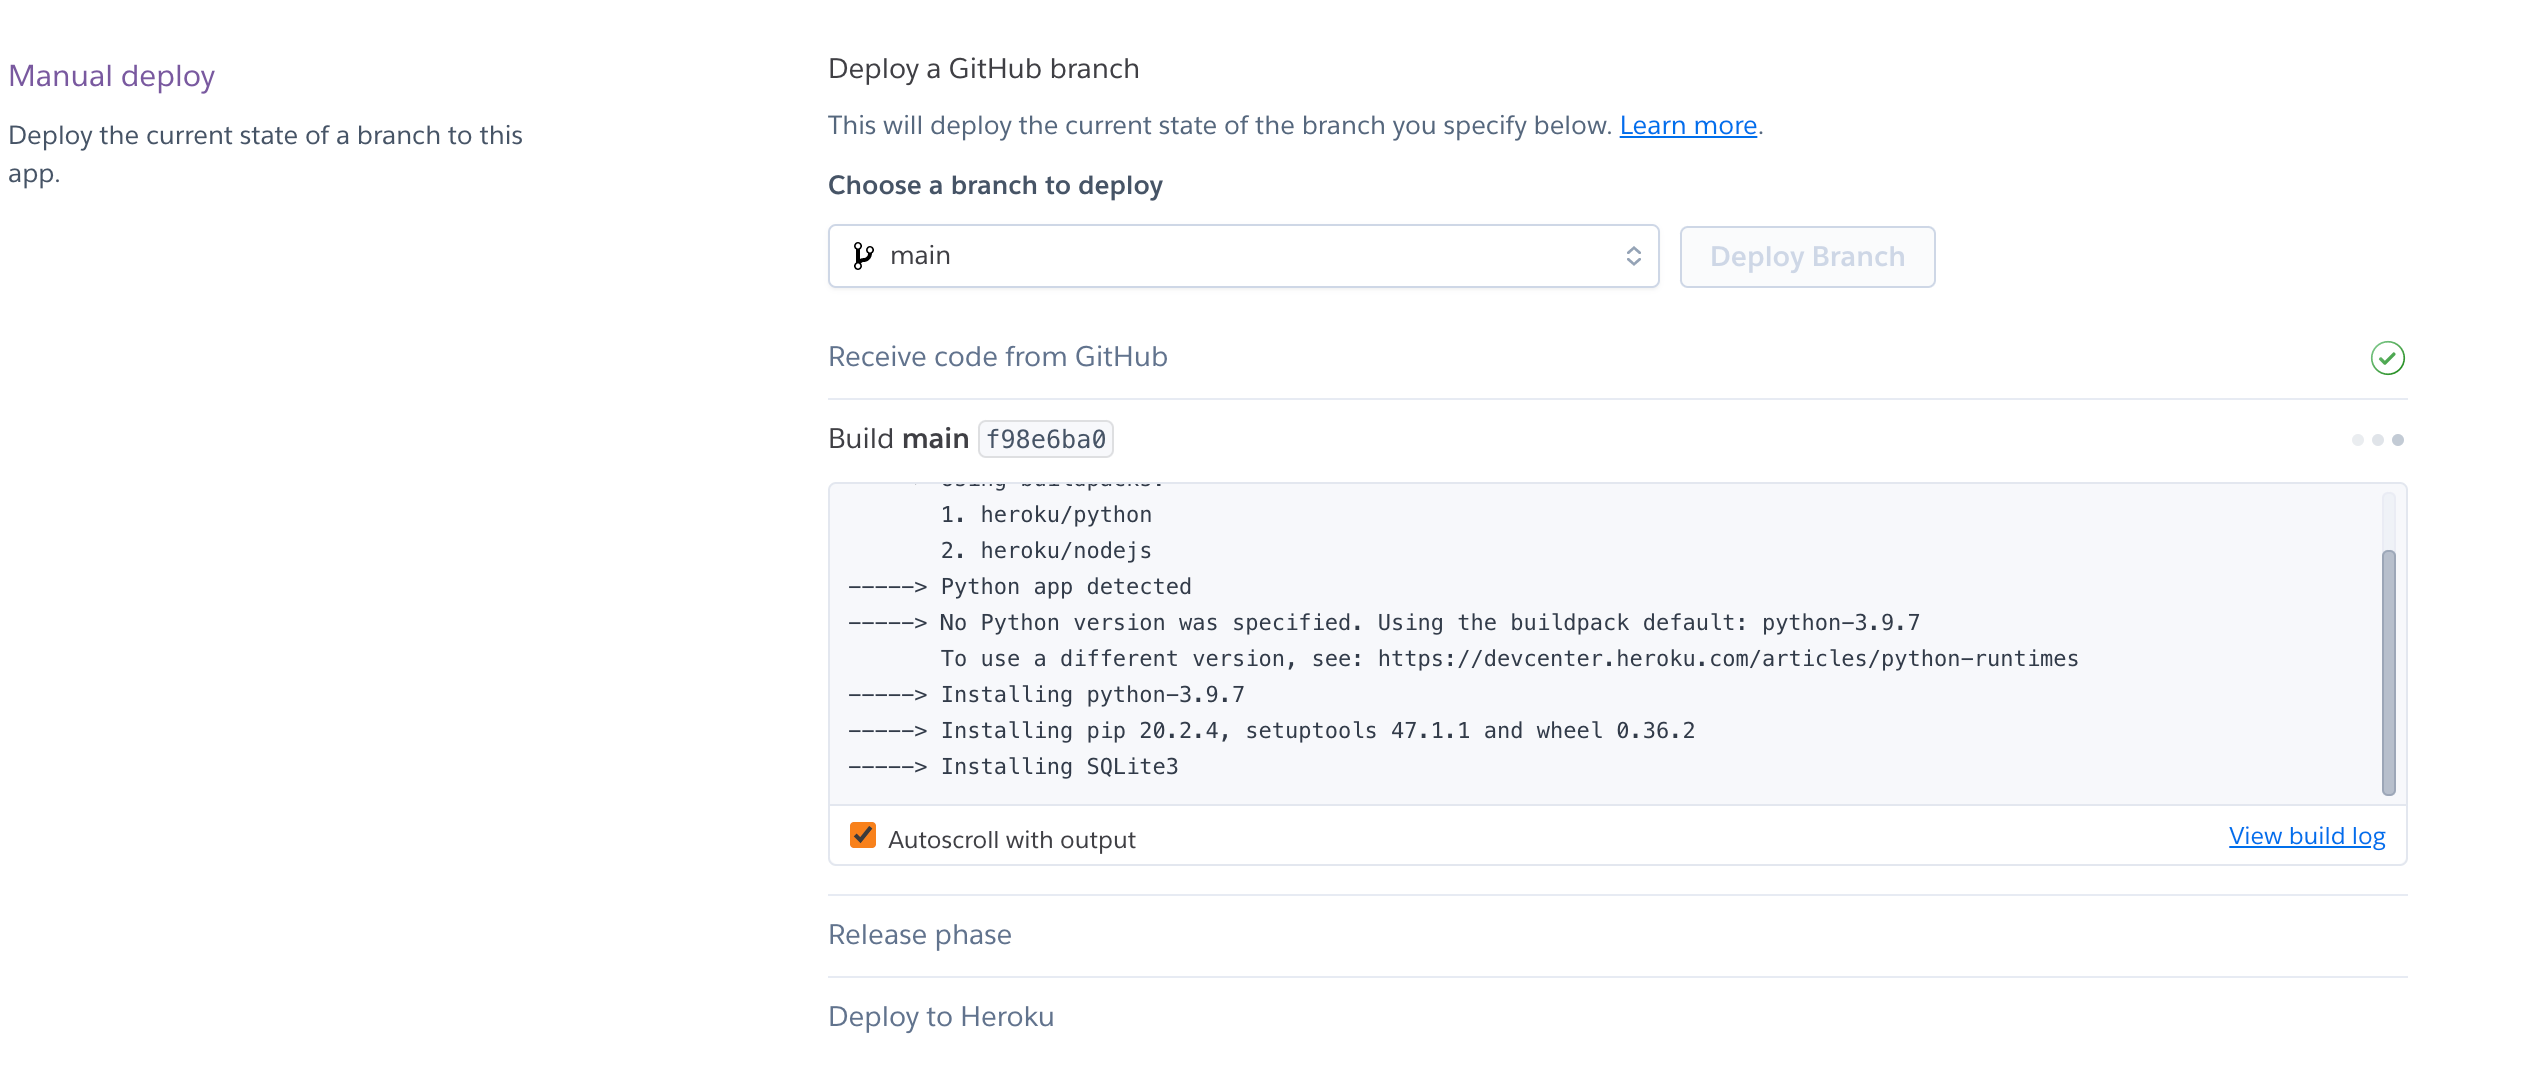 Manual deploy
Deploy the current state of a branch to this
app.
Deploy a GitHub branch
This will deploy the current state of the branch you specify below. Learn more.
Choose a branch to deploy
main
Deploy Branch
Receive code from GitHub
Build main f98e6ba0
Using buildpacks:
1. heroku/python
2. heroku/nodejs
-----> Python app detected
-----> No Python version was specified. Using the buildpack default: python-3.9.7
To use a different version, see: https://devcenter.heroku.com/articles/python-runtimes
-----> Installing python-3.9.7
-----> Installing pip 20.2.4, setuptools 47.1.1 and wheel 0.36.2
-----> Installing SQLite3
Autoscroll with output
View build log
Release phase
Deploy to Heroku